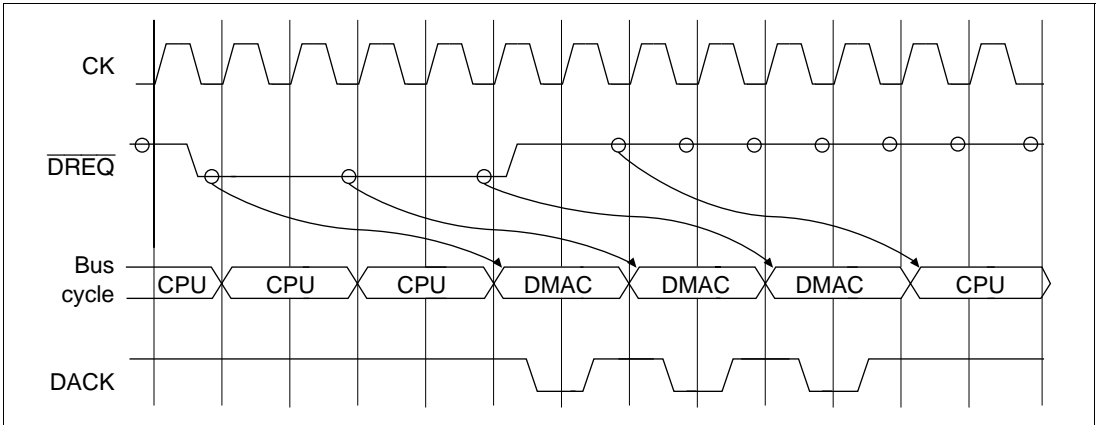 CK
DREQ
Bus
cycle
CPU CPU CPU DMAC DMAC DMAC CPU
DACK